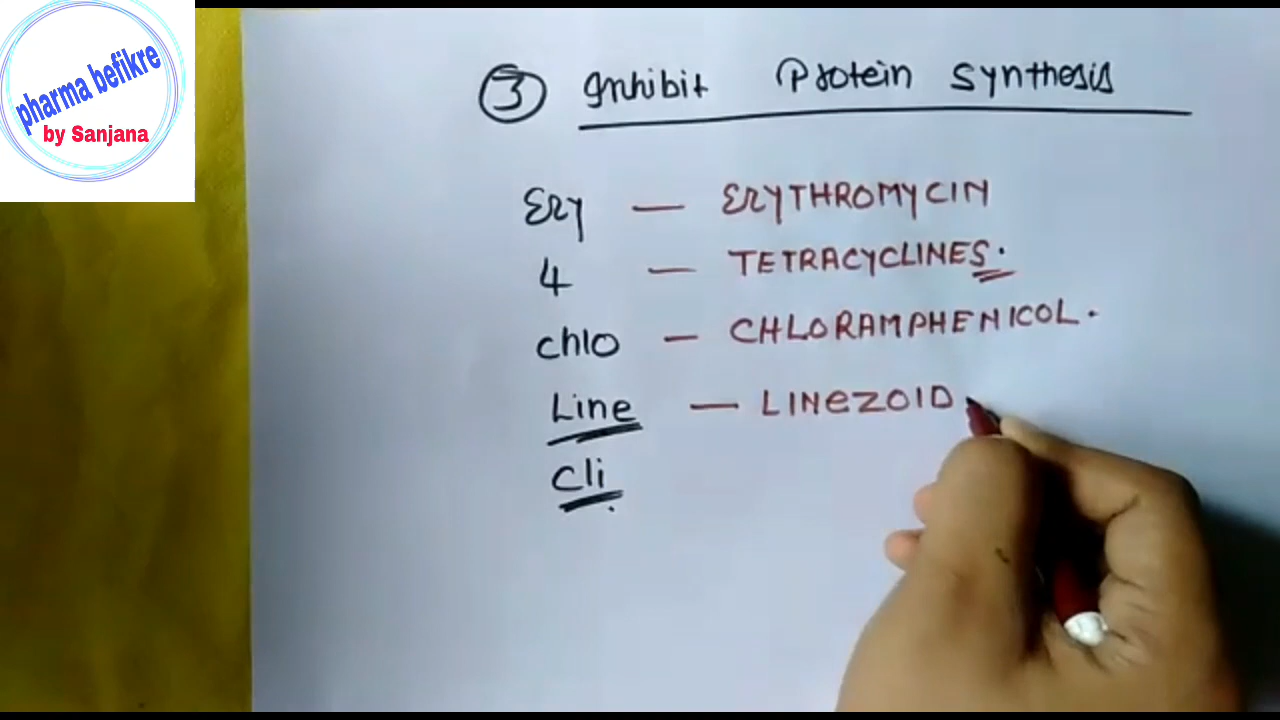 pharma befikre
by Sanjana
3 Inhibit Protein Synthesis
Ery — ERYTHROMYCIN
4 — TETRACYCLINES.
chlo — CHLORAMPHENICOL.
Line — LINEZOID
Cli